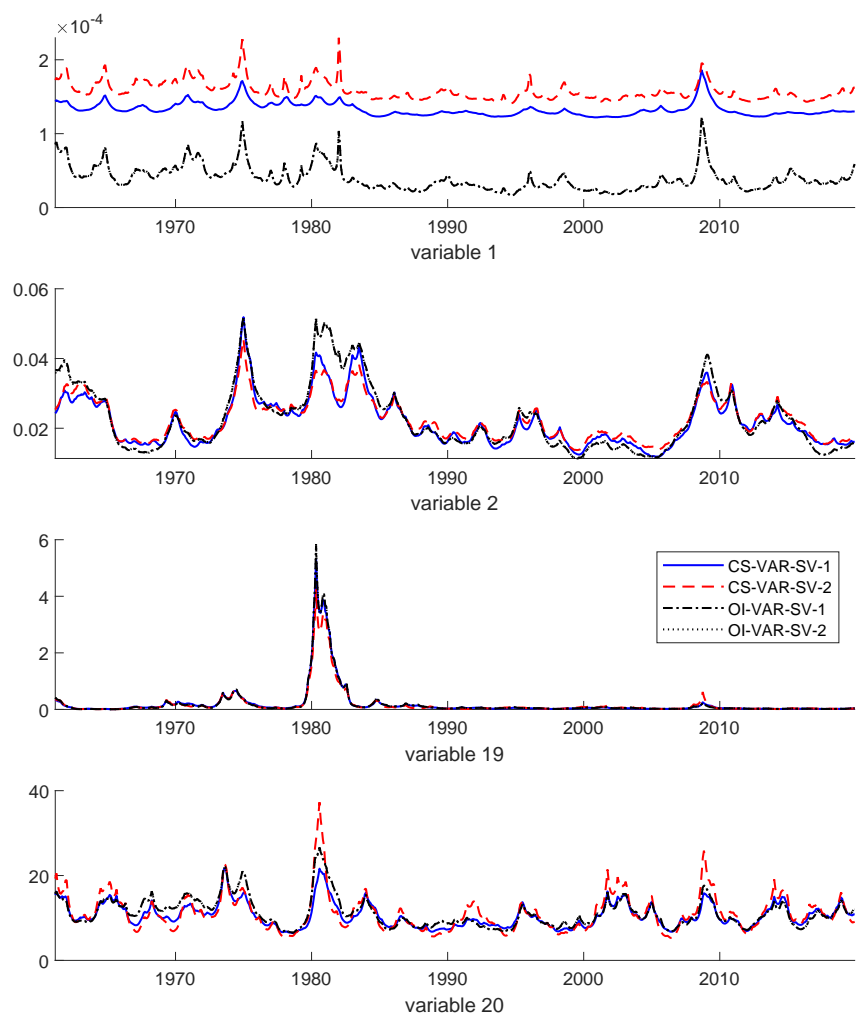 ×10-4
2
1
0
1970 1980 1990 2000 2010
variable 1
0.06
0.04
0.02
1970 1980 1990 2000 2010
variable 2
6
4
2
0
CS-VAR-SV-1
CS-VAR-SV-2
OI-VAR-SV-1
OI-VAR-SV-2
1970 1980 1990 2000 2010
variable 19
40
20
0
1970 1980 1990 2000 2010
variable 20